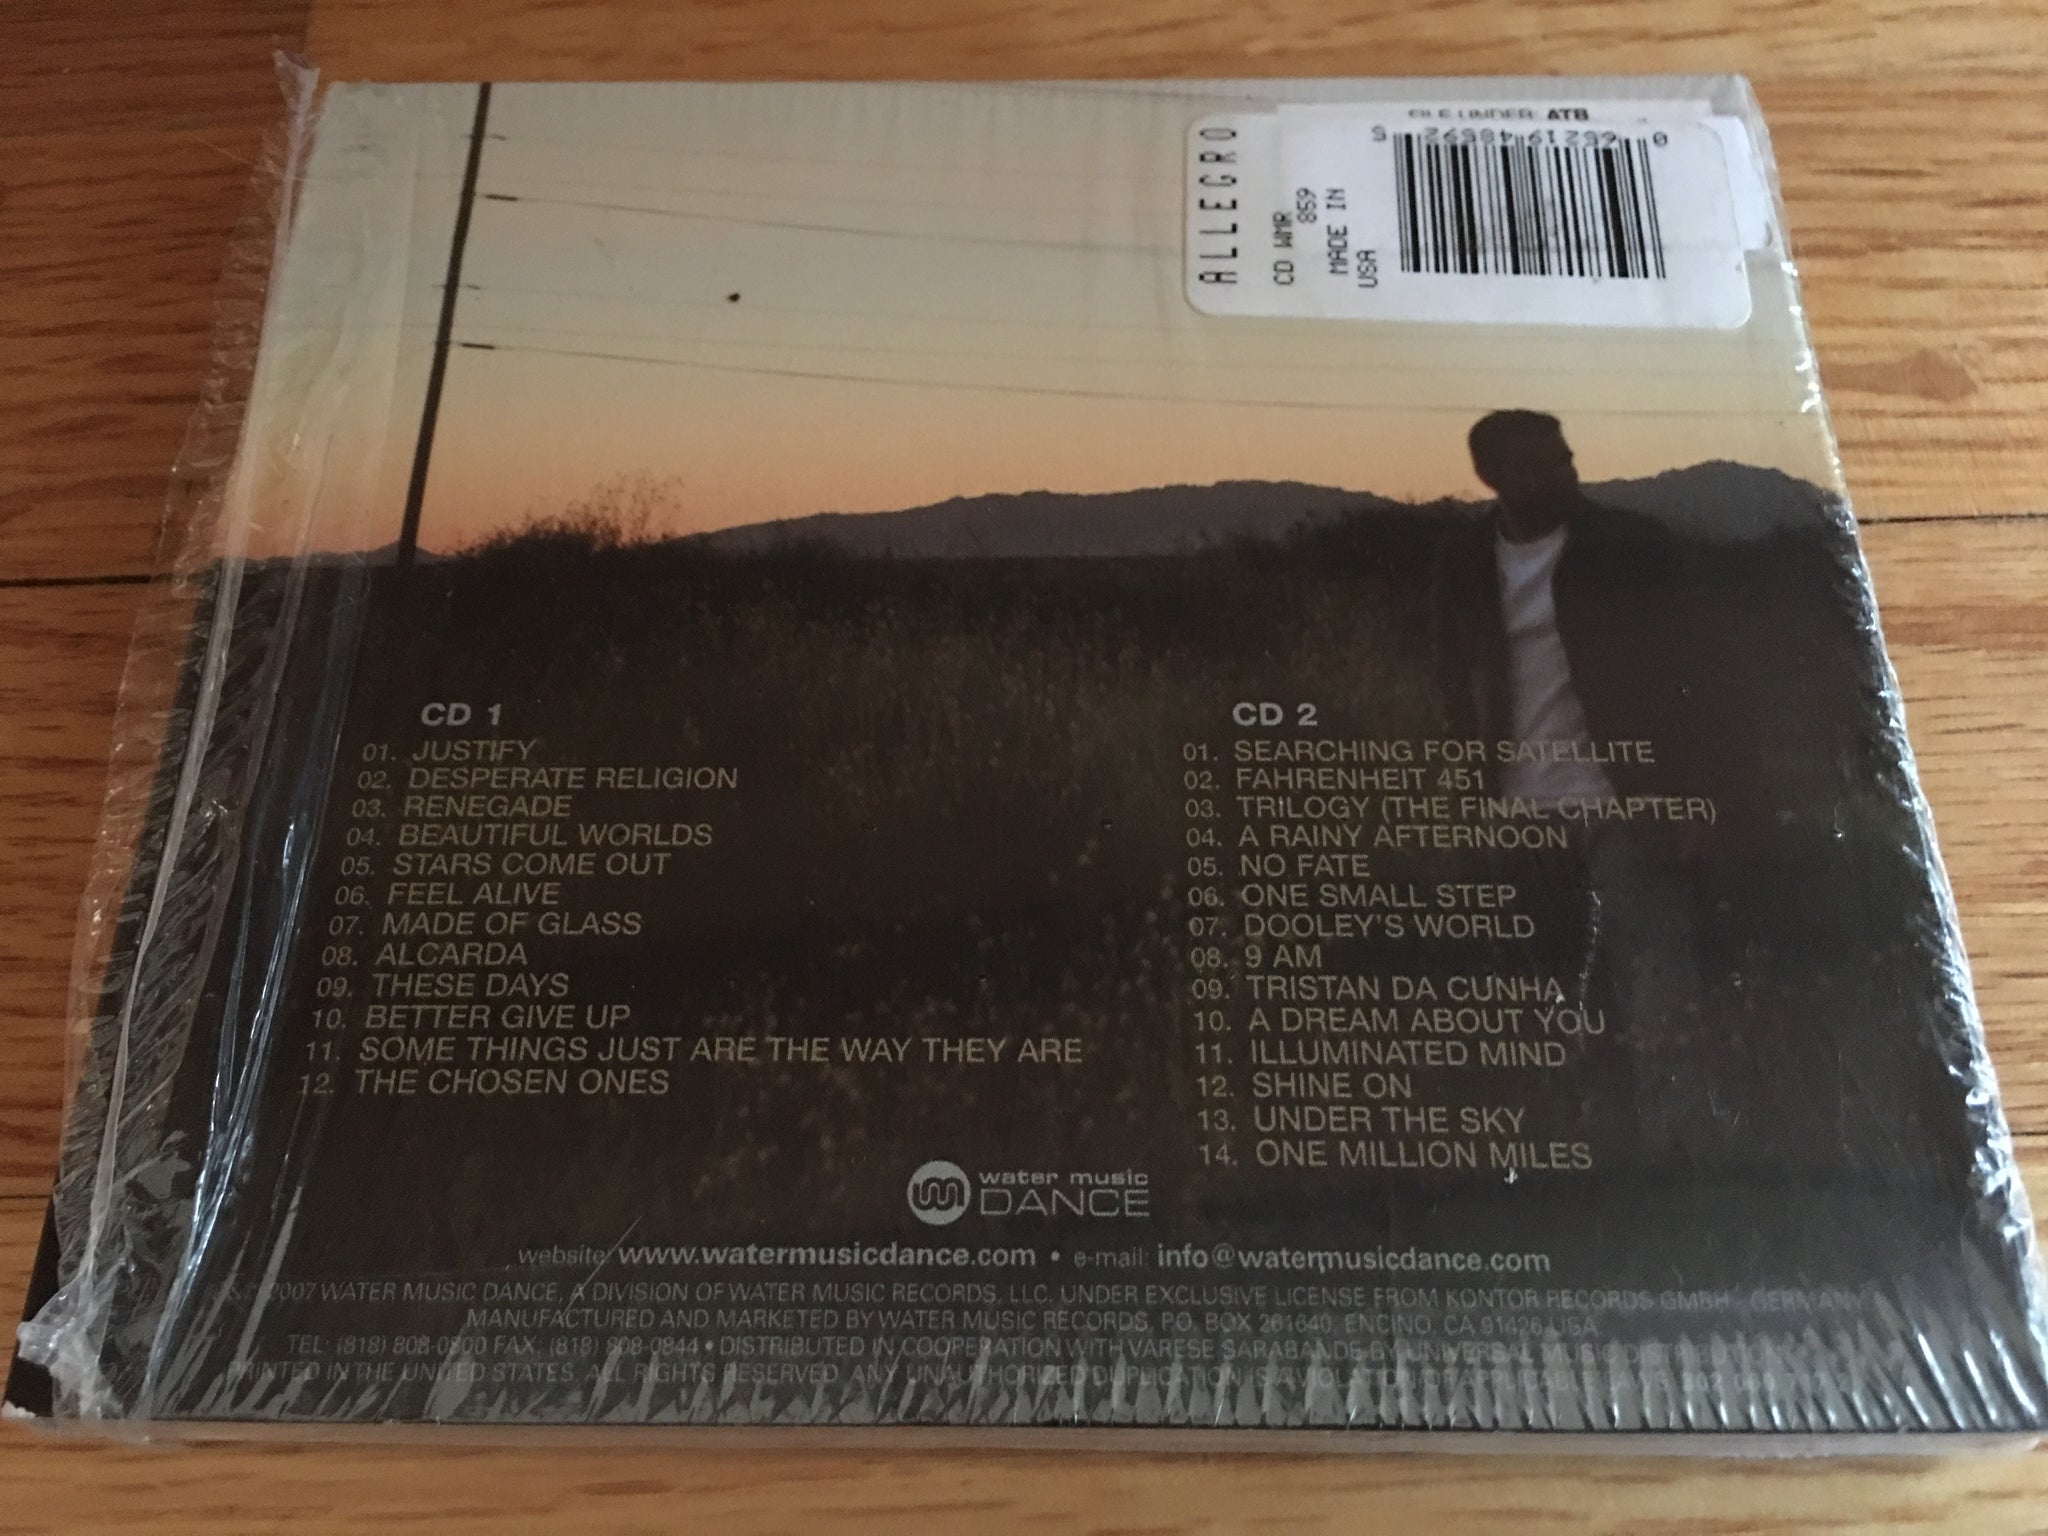 FILE UNDER: ATB
ALLEGRO
CD WMR
859
MADE IN
USA
CD 1
01. JUSTIFY
02. DESPERATE RELIGION
03. RENEGADE
04. BEAUTIFUL WORLDS
05. STARS COME OUT
06. FEEL ALIVE
07. MADE OF GLASS
08. ALCARDA
09. THESE DAYS
10. BETTER GIVE UP
11. SOME THINGS JUST ARE THE WAY THEY ARE
12. THE CHOSEN ONES
CD 2
01. SEARCHING FOR SATELLITE
02. FAHRENHEIT 451
03. TRILOGY (THE FINAL CHAPTER)
04. A RAINY AFTERNOON
05. NO FATE
06. ONE SMALL STEP
07. DOOLEY'S WORLD
08. 9 AM
09. TRISTAN DA CUNHA
10. A DREAM ABOUT YOU
11. ILLUMINATED MIND
12. SHINE ON
13. UNDER THE SKY
14. ONE MILLION MILES
water music
DANCE
website: www.watermusicdance.com • e-mail: info@watermusicdance.com
2007 WATER MUSIC DANCE, A DIVISION OF WATER MUSIC RECORDS, LLC. UNDER EXCLUSIVE LICENSE FROM KONTOR RECORDS GMBH GERMANY
MANUFACTURED AND MARKETED BY WATER MUSIC RECORDS, P.O. BOX 261640, ENCINO, CA 91426 USA
TEL: (818) 808-0800 FAX: (818) 808-0844 • DISTRIBUTED IN COOPERATION WITH VARESE SARABANDE BY UNIVERSAL MUSIC DISTRIBUTION
PRINTED IN THE UNITED STATES. ALL RIGHTS RESERVED. ANY UNAUTHORIZED DUPLICATION IS A VIOLATION OF APPLICABLE LAWS